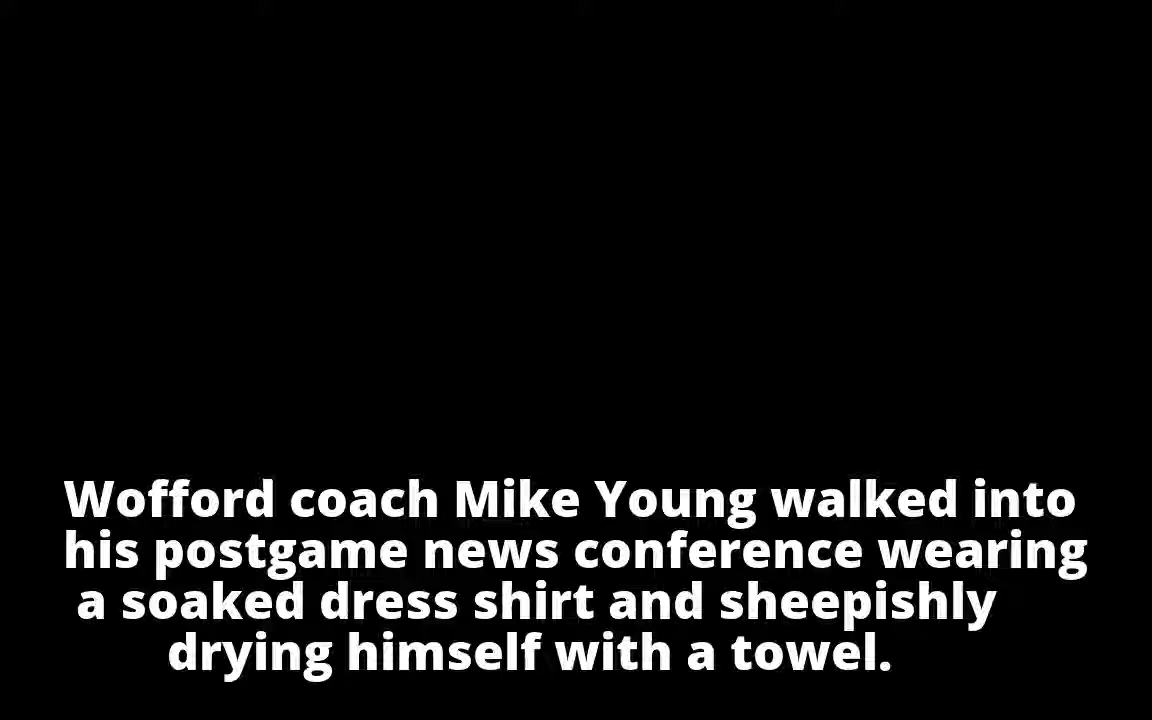 Wofford coach Mike Young walked into
his postgame news conference wearing
a soaked dress shirt and sheepishly
drying himself with a towel.